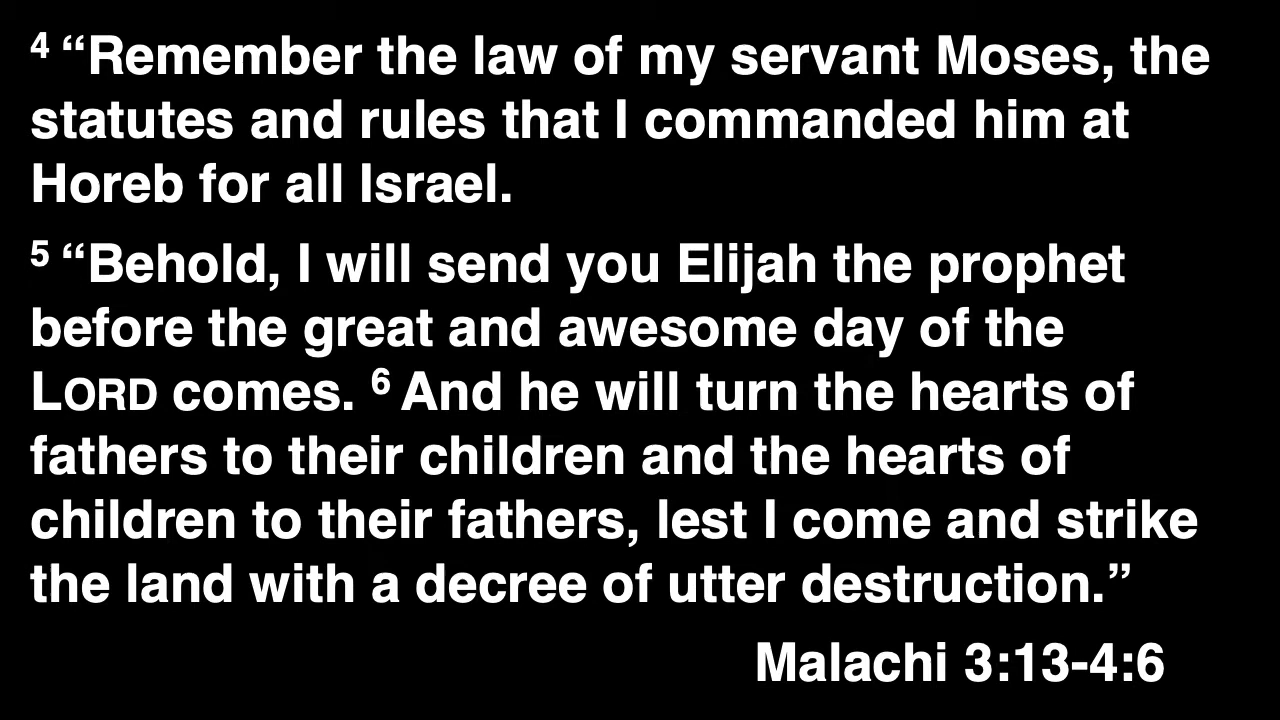 4 “Remember the law of my servant Moses, the
statutes and rules that I commanded him at
Horeb for all Israel.
5 “Behold, I will send you Elijah the prophet
before the great and awesome day of the
LORD comes. 6 And he will turn the hearts of
fathers to their children and the hearts of
children to their fathers, lest I come and strike
the land with a decree of utter destruction.”
Malachi 3:13-4:6